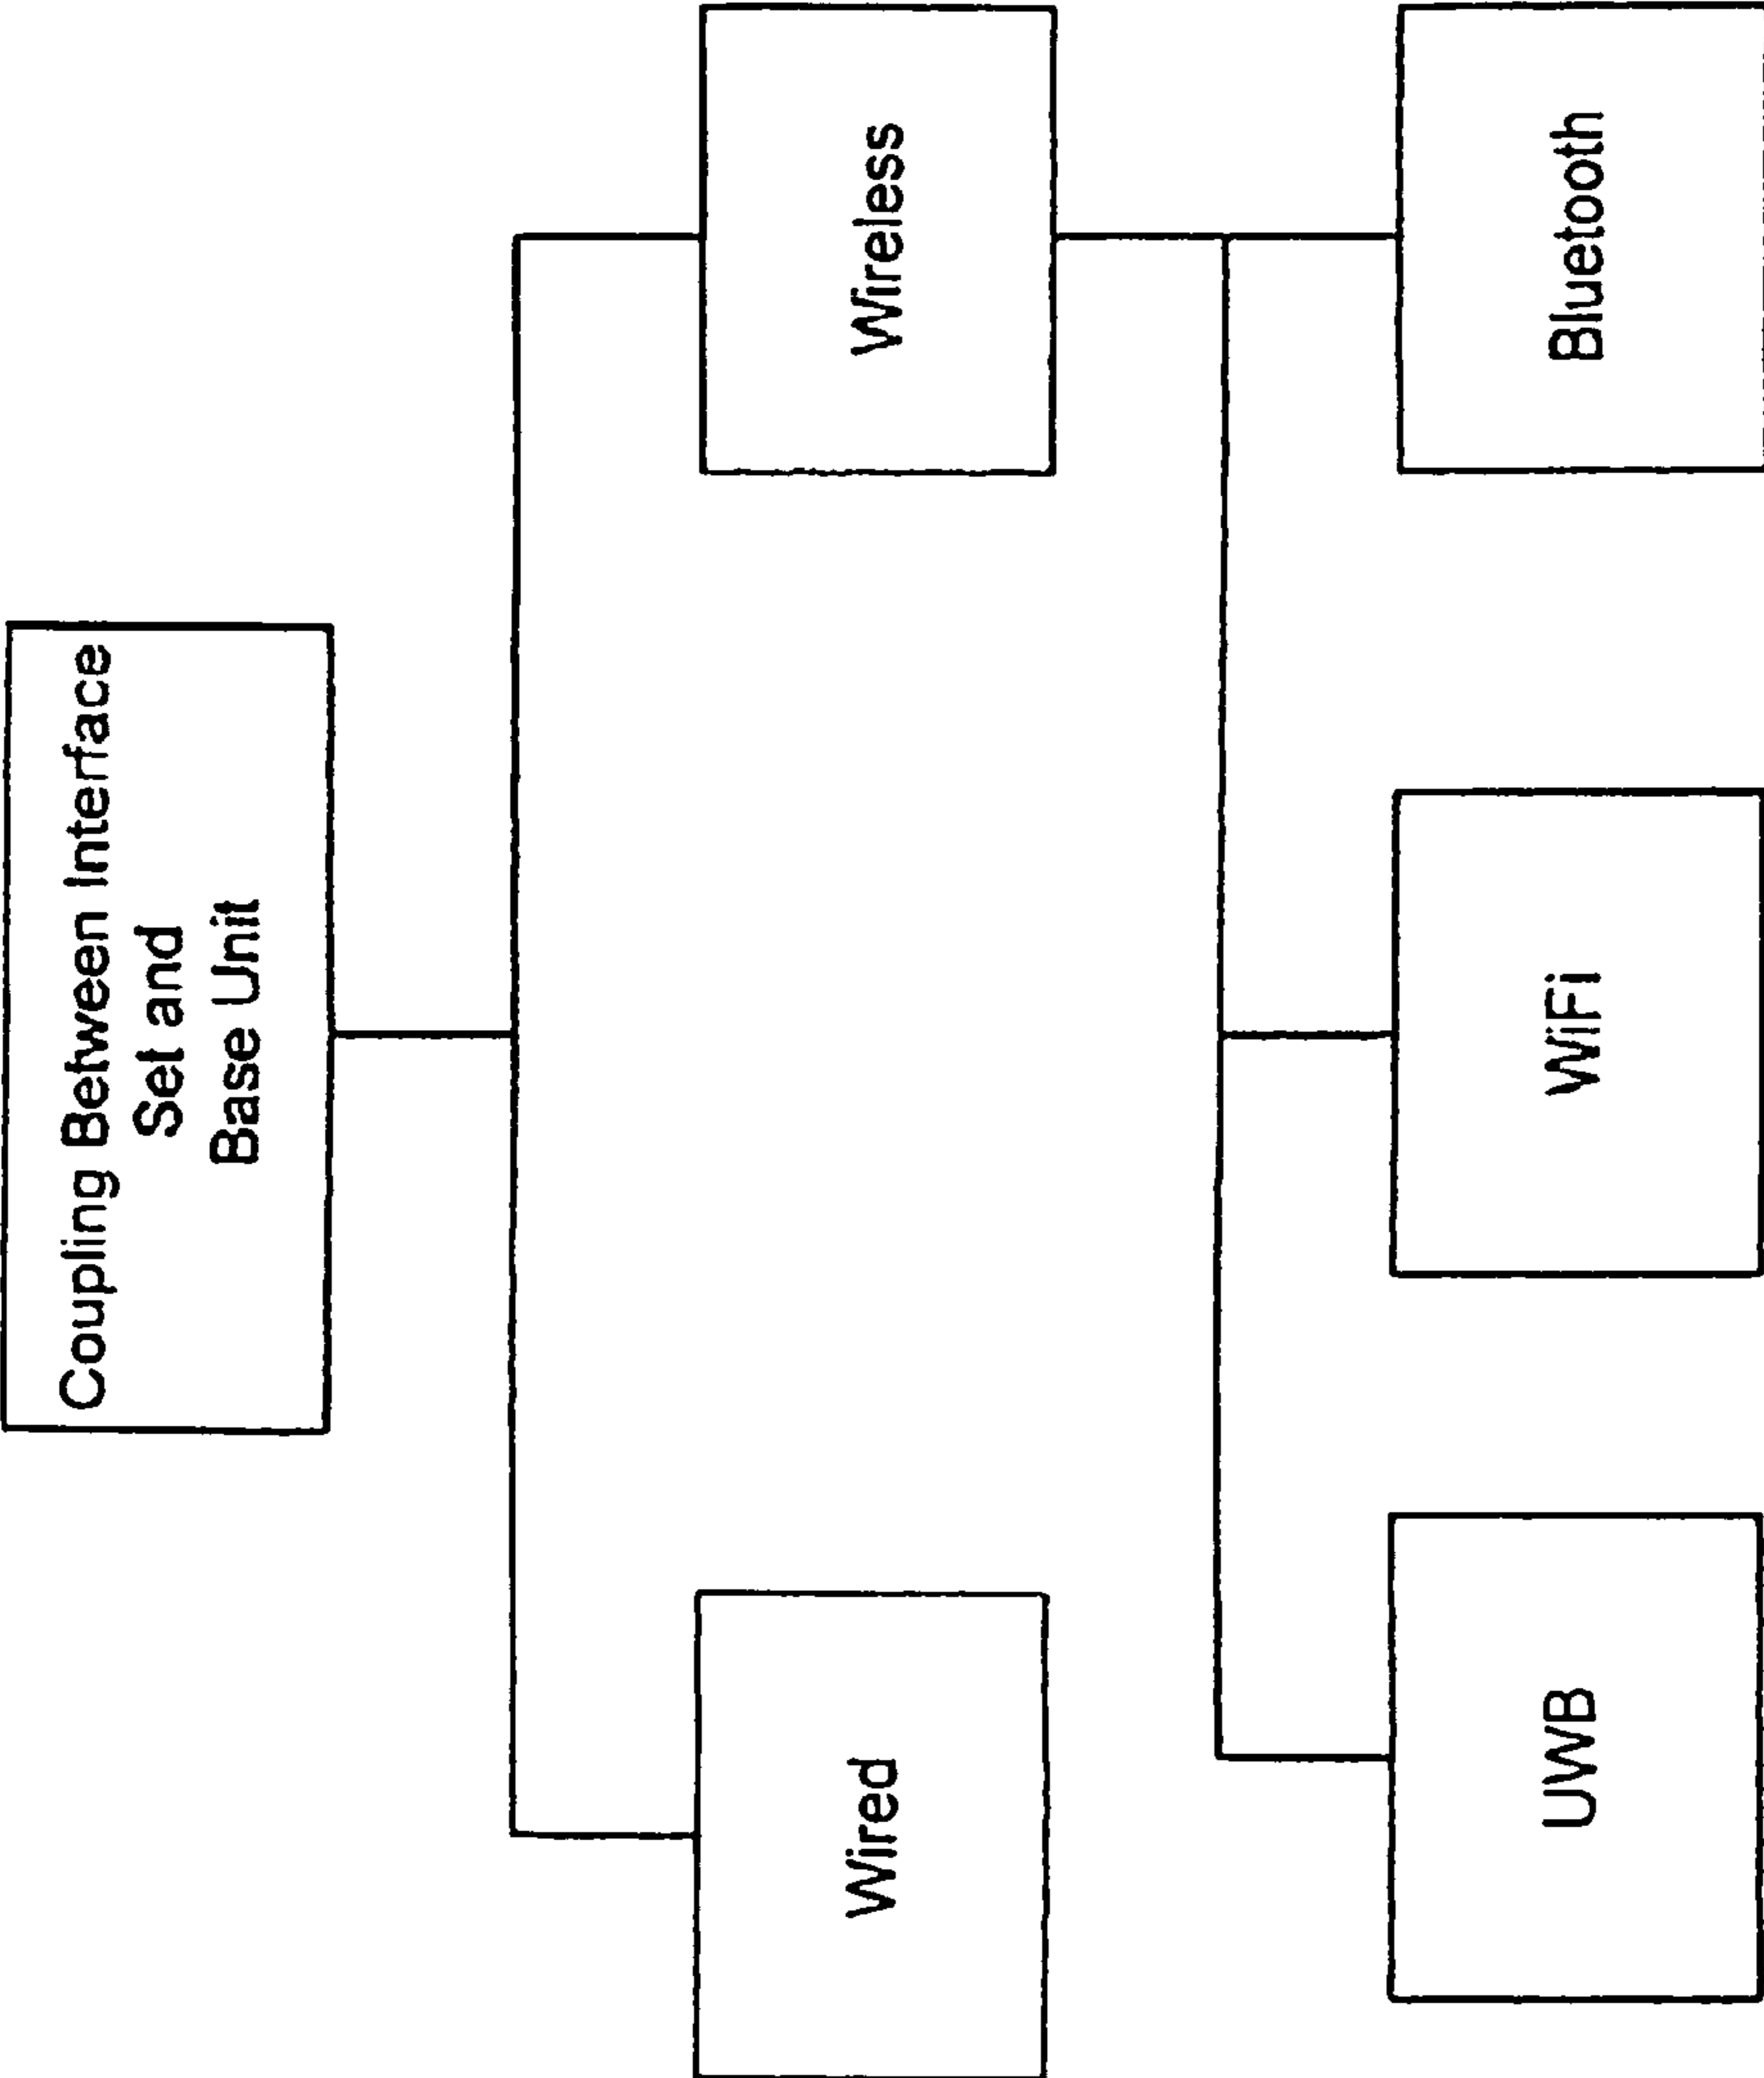 Coupling Between Interface
Set and
Base Unit
Wired
Wireless
UWB
WiFi
Bluetooth